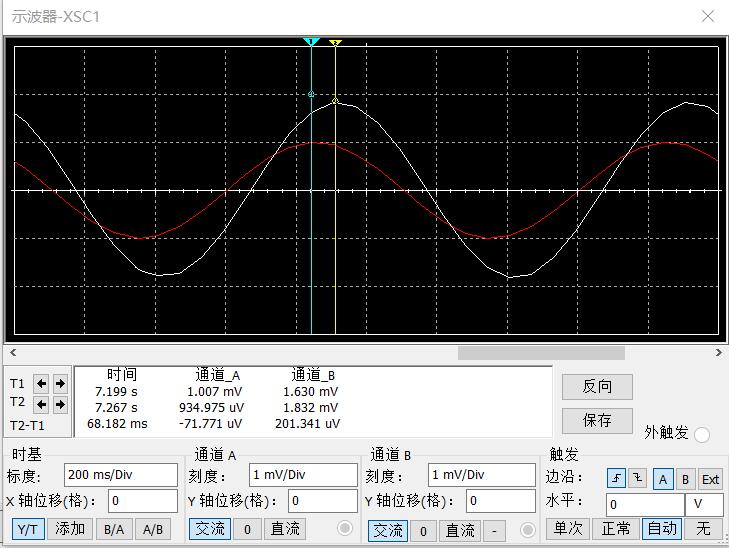 示波器-XSC1
1 2
T1
T2
T2-T1
时间 通道_A 通道_B
7.199 s 1.007 mV 1.630 mV
7.267 s 934.975 uV 1.832 mV
68.182 ms -71.771 uV 201.341 uV
反向
保存
外触发
时基
标度: 200 ms/Div
X 轴位移(格): 0
Y/T 添加 B/A A/B
通道 A
刻度: 1 mV/Div
Y 轴位移(格): 0
交流 0 直流
通道 B
刻度: 1 mV/Div
Y 轴位移(格): 0
交流 0 直流 -
触发
边沿: A B Ext
水平: 0 V
单次 正常 自动 无